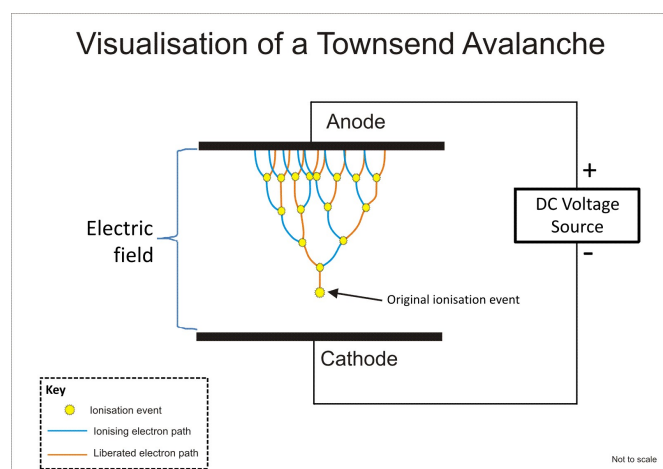 Visualisation of a Townsend Avalanche
Anode
+
DC Voltage
Source
-
Electric
field
Original ionisation event
Cathode
Key
Ionisation event
Ionising electron path
Liberated electron path
Not to scale